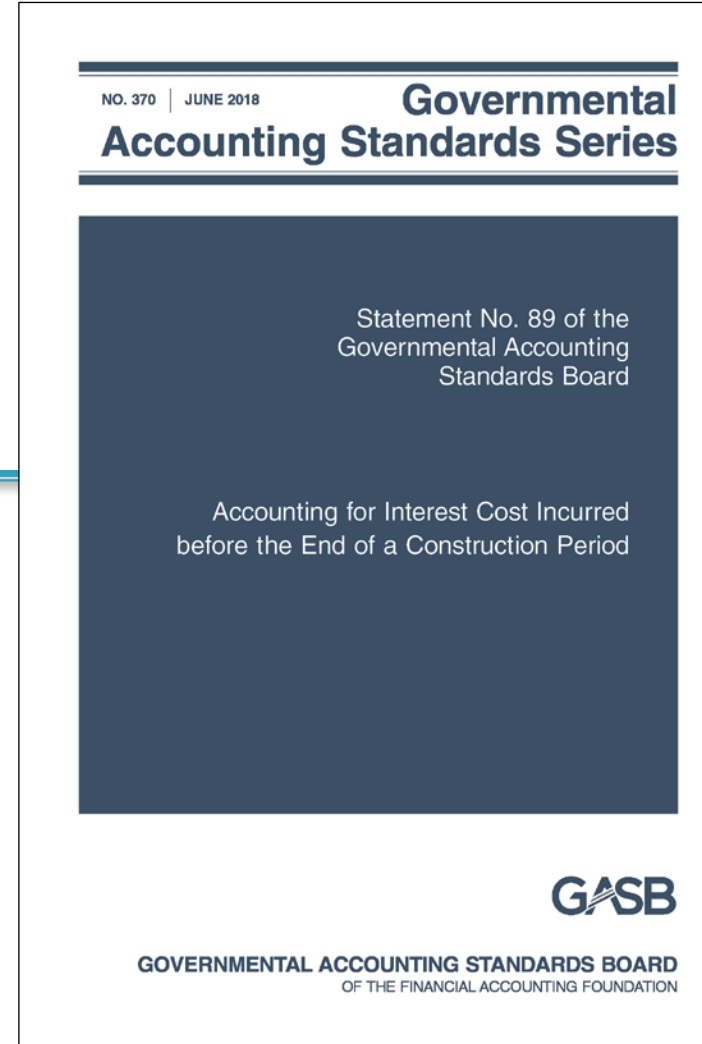 NO. 370 | JUNE 2018
Governmental
Accounting Standards Series
Statement No. 89 of the
Governmental Accounting
Standards Board
Accounting for Interest Cost Incurred
before the End of a Construction Period
GASB
GOVERNMENTAL ACCOUNTING STANDARDS BOARD
OF THE FINANCIAL ACCOUNTING FOUNDATION